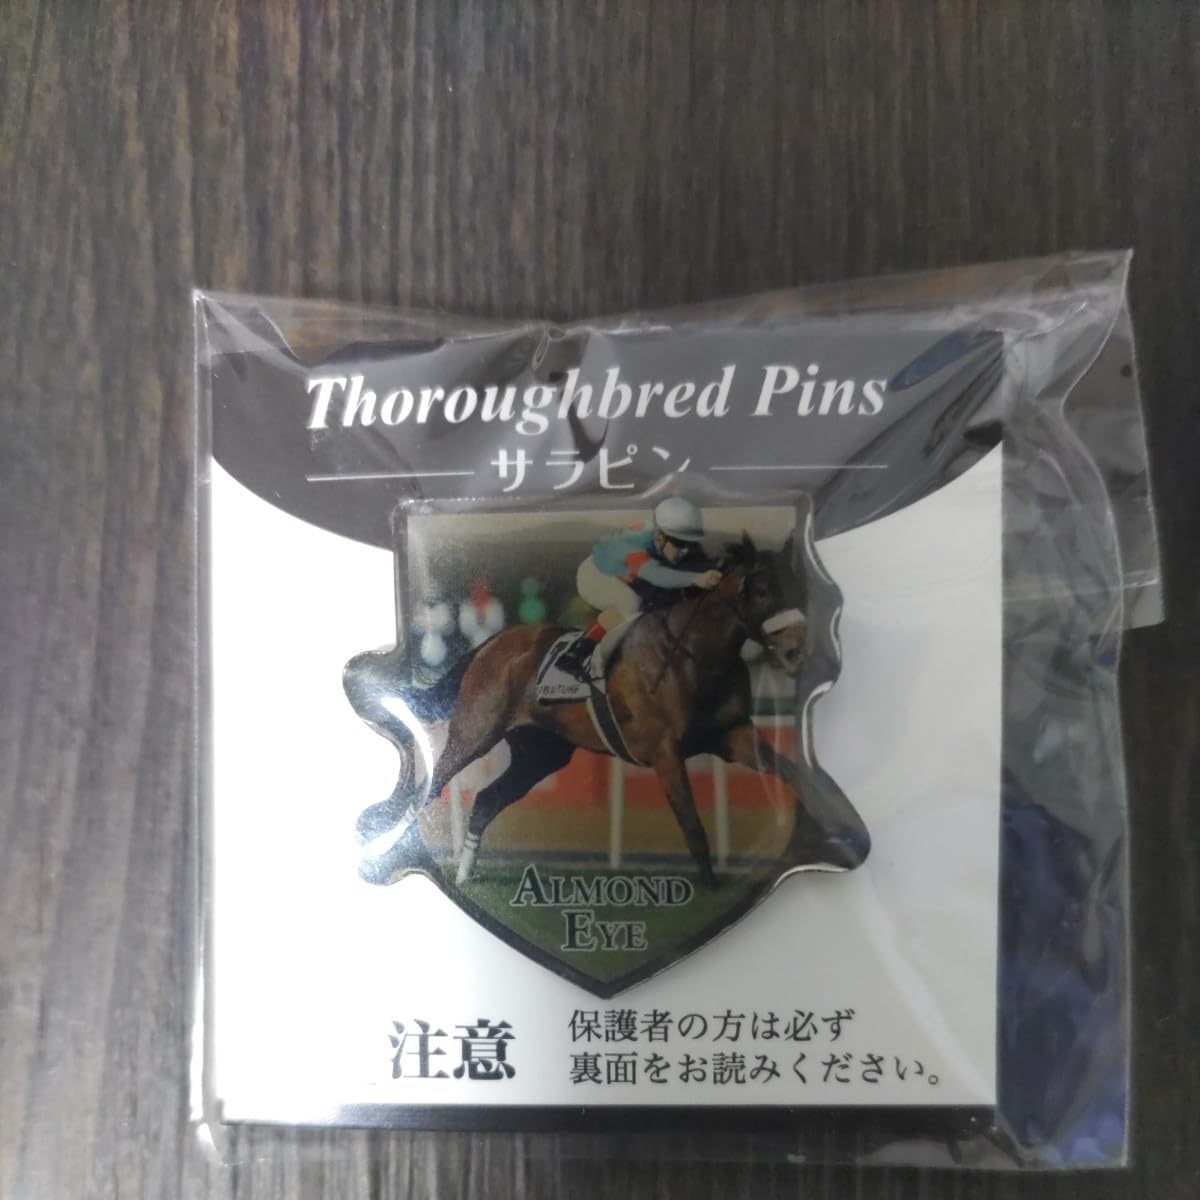 Thoroughbred Pins
サラピン
ALMOND
EYE
注意
保護者の方は必ず
裏面をお読みください。